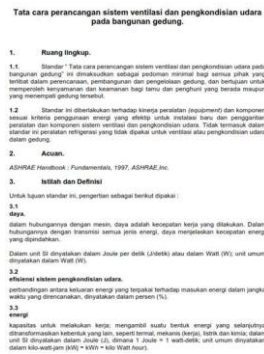 Tata cara perancangan sistem ventilasi dan pengkondisian udara
pada bangunan gedung.
1. Ruang lingkup.
1.1. Standar " Tata cara perancangan sistem ventilasi dan pengkondisian udara pada
bangunan gedung" ini dimaksudkan sebagai pedoman minimal bagi semua pihak yang
terlibat dalam perencanaan, pembangunan dan pengelolaan gedung, dan bertujuan untuk
memperoleh kenyamanan dan keamanan bagi tamu dan penghuni yang berada maupun
yang menempati gedung tersebut.
1.2 Standar ini diberlakukan terhadap kinerja peralatan (equipment) dan komponen
sesuai kriteria penggunaan energi yang efektip untuk instalasi baru dan penggantian
peralatan dan komponen sistem ventilasi dan pengkondisian udara. Tidak termasuk dalam
standar ini peralatan refrigerasi yang tidak dipakai untuk ventilasi atau pengkondisian udara
dalam gedung.
2. Acuan.
ASHRAE Handbook : Fundamentals, 1997, ASHRAE,Inc.
3. Istilah dan Definisi
Untuk tujuan standar ini, pengertian sebagai berikut dipakai :
3.1
daya.
dalam hubungannya dengan mesin, daya adalah kecepatan kerja yang dilakukan. Dalam
hubungannya dengan transmisi semua jenis energi, daya menjelaskan kecepatan energi
yang dipindahkan.
Dalam unit SI dinyatakan dalam Joule per detik (J/detik) atau dalam Watt (W); unit umum
dinyatakan dalam Watt (W).
3.2
efisiensi sistem pengkondisian udara.
perbandingan antara keluaran energi yang terpakai terhadap masukan energi dalam jangka
waktu yang direncanakan, dinyatakan dalam persen (%).
3.3
energi
kapasitas untuk melakukan kerja; mengambil suatu bentuk energi yang selanjutnya
ditransformasikan kebentuk yang lain, seperti termal, mekanis (kerja), listrik dan kimia; dalam
unit SI dinyatakan dalam Joule (J), dimana 1 Joule = 1 watt-detik; unit umum dinyatakan
dalam kilo-watt-jam (kWj = kWh = kilo Watt hour).